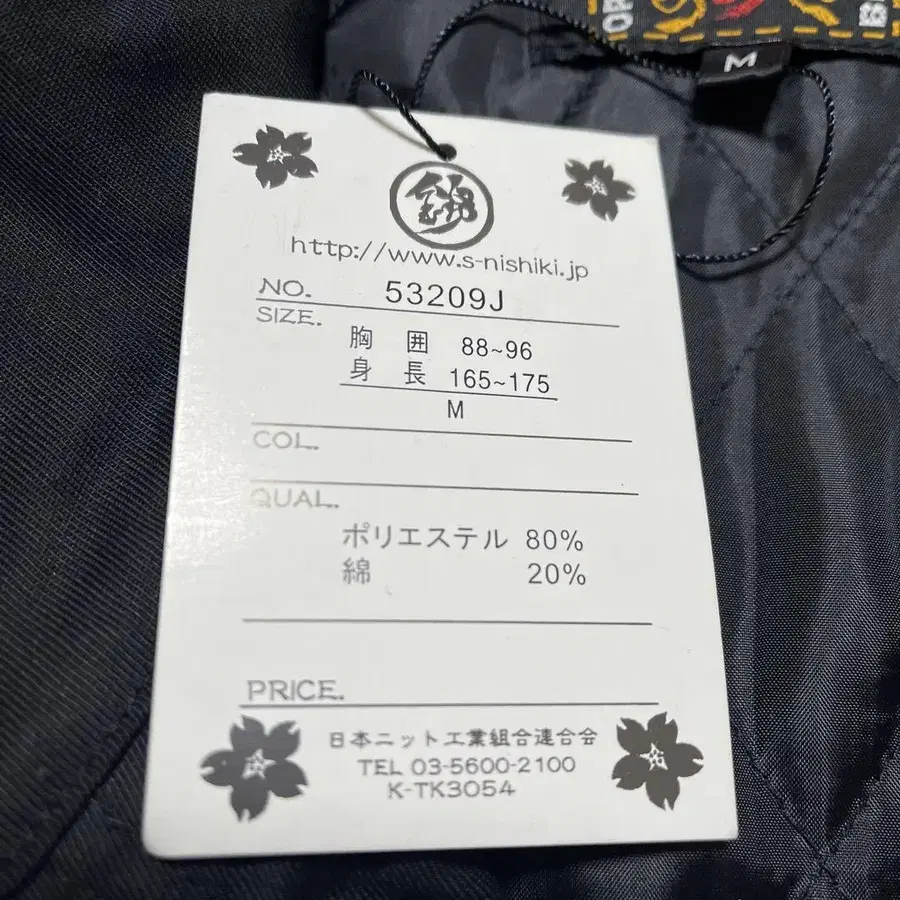 M
錦
http://www.s-nishiki.jp
NO. 53209J
SIZE.
胸 囲 88~96
身 長 165~175
M
COL.
QUAL.
ポリエステル 80%
綿 20%
PRICE.
日本ニット工業組合連合会
TEL 03-5600-2100
K-TK3054